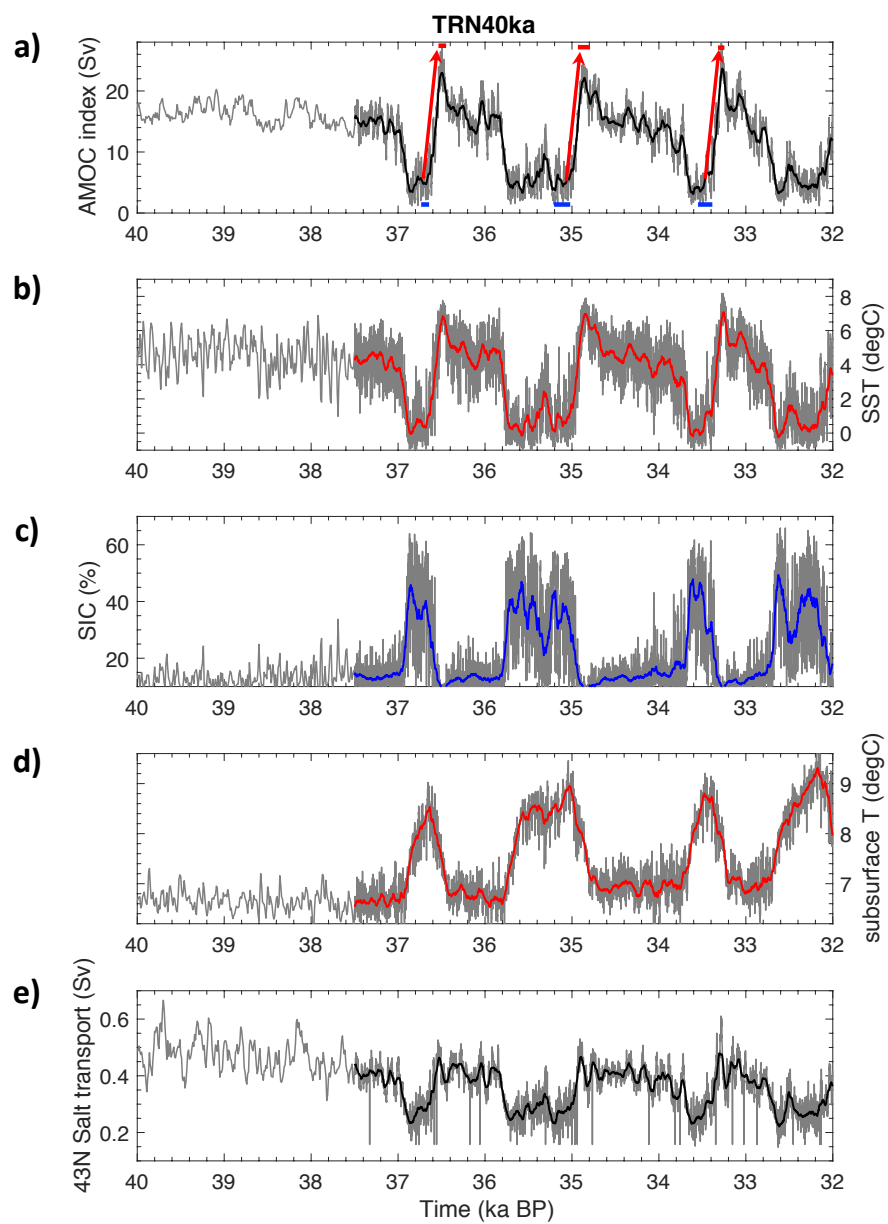 TRN40ka
a)
AMOC index (Sv)
20
10
0
40 39 38 37 36 35 34 33 32
b)
8
6
4
2
0
SST (degC)
40 39 38 37 36 35 34 33 32
c)
SIC (%)
60
40
20
40 39 38 37 36 35 34 33 32
d)
9
8
7
subsurface T (degC)
40 39 38 37 36 35 34 33 32
e)
43N Salt transport (Sv)
0.6
0.4
0.2
40 39 38 37 36 35 34 33 32
Time (ka BP)